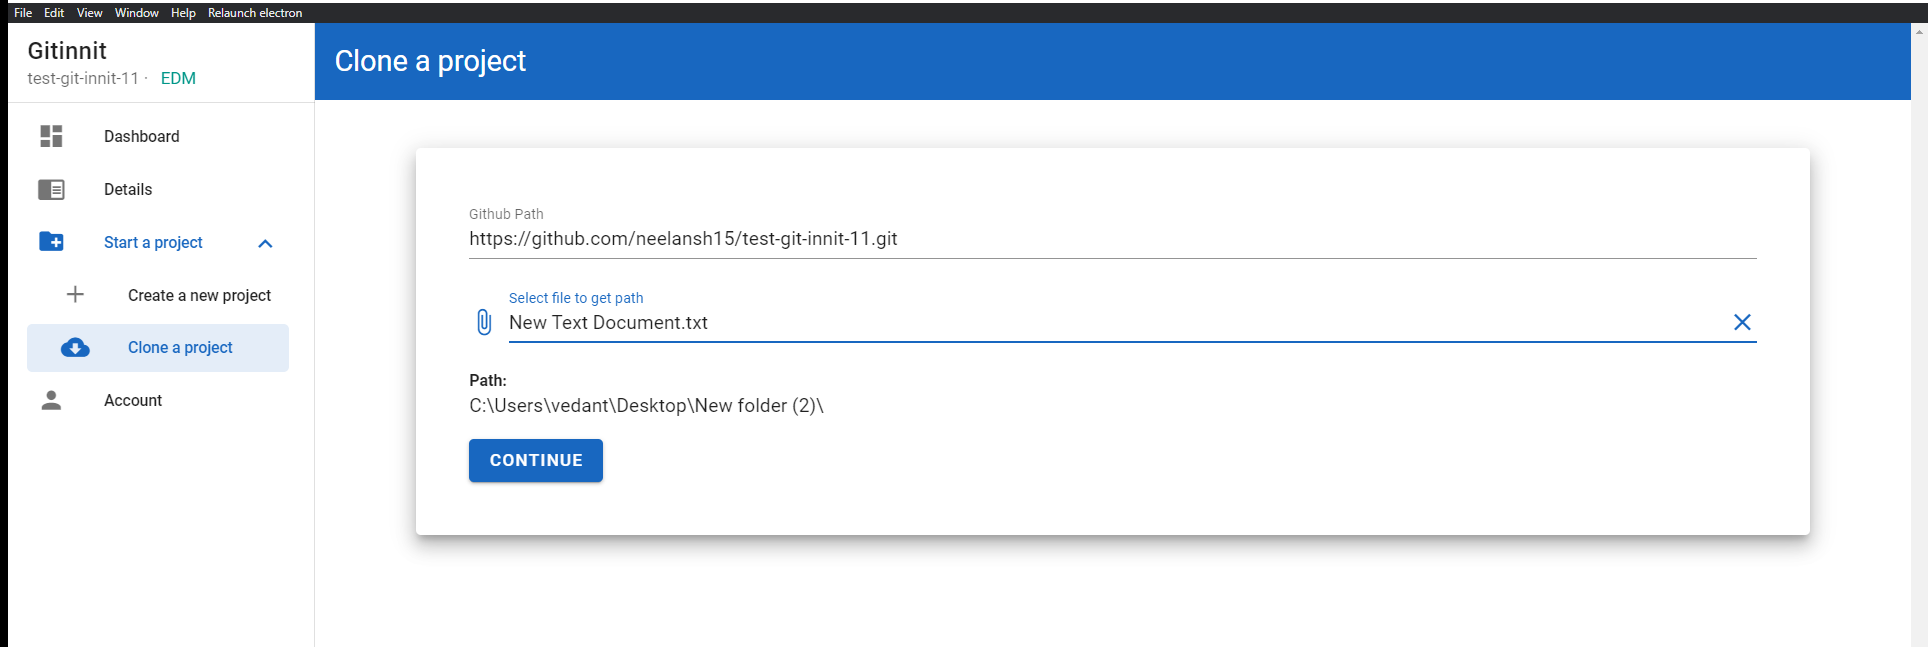 File Edit View Window Help Relaunch electron
Gitinnit
test-git-innit-11 · EDM
Dashboard
Details
Start a project
Create a new project
Clone a project
Account
Clone a project
Github Path
https://github.com/neelansh15/test-git-innit-11.git
Select file to get path
New Text Document.txt
Path:
C:\Users\vedant\Desktop\New folder (2)\
CONTINUE